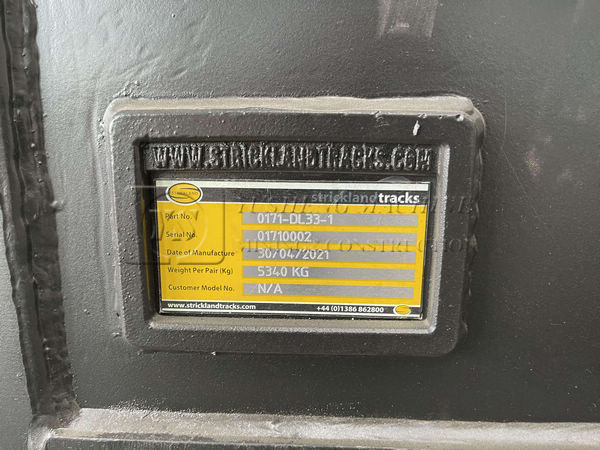 WWW.STRICKLANDTRACKS.COM
STRICKLAND
stricklandtracks
Part No. 0171-DL33-1
Serial No. 01710002
Date of Manufacture 30/04/2021
Weight Per Pair (Kg) 5340 KG
Customer Model No. N/A
www.stricklandtracks.com +44 (0)1386 862800